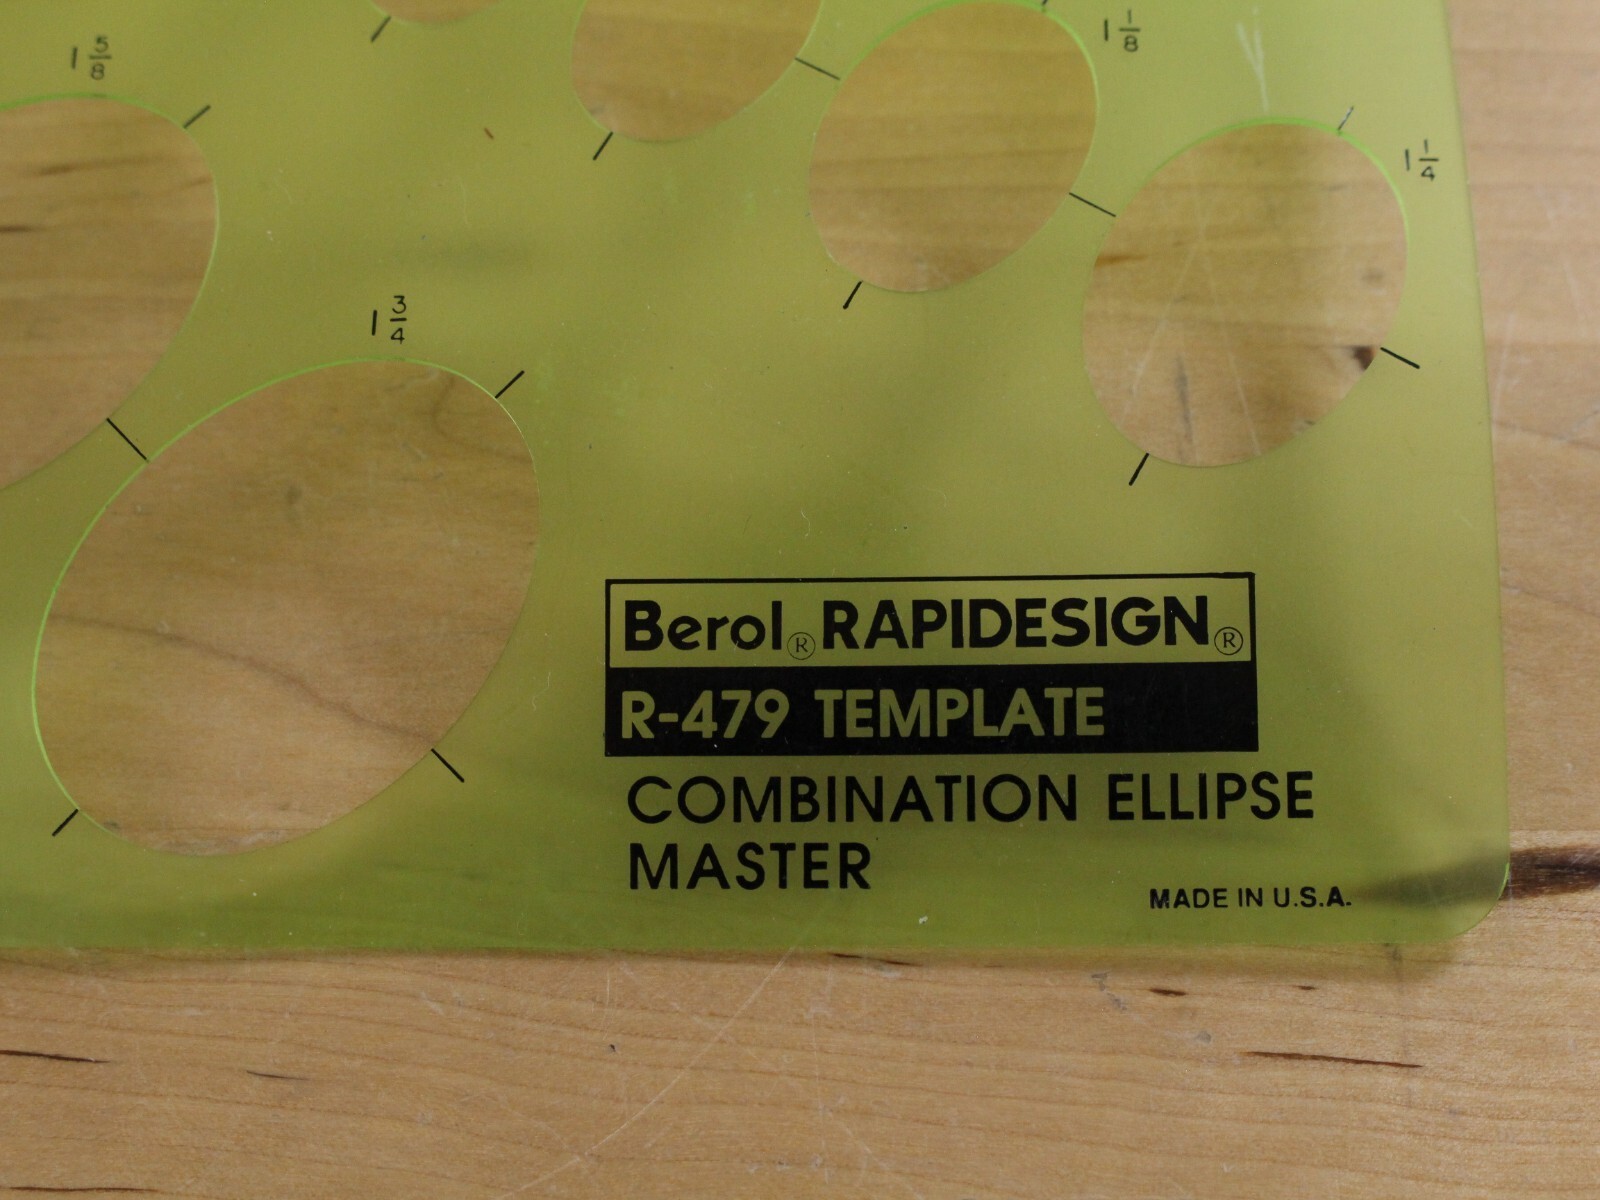 1 5/8
1 1/8
1 1/4
1 3/4
Berol® RAPIDESIGN®
R-479 TEMPLATE
COMBINATION ELLIPSE
MASTER
MADE IN U.S.A.